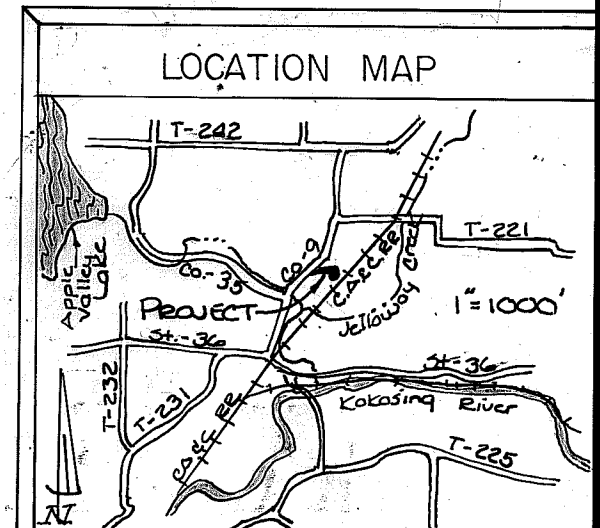 LOCATION MAP
T-242
T-221
Co.-9
C.A.&C. RR
Creek
Jelloway
Co.-35
Apple
Valley
Lake
PROJECT
1"=1000'
St.-36
St.-36
T-232
T-231
Kokosing River
C.A.&C. RR
T-225
N